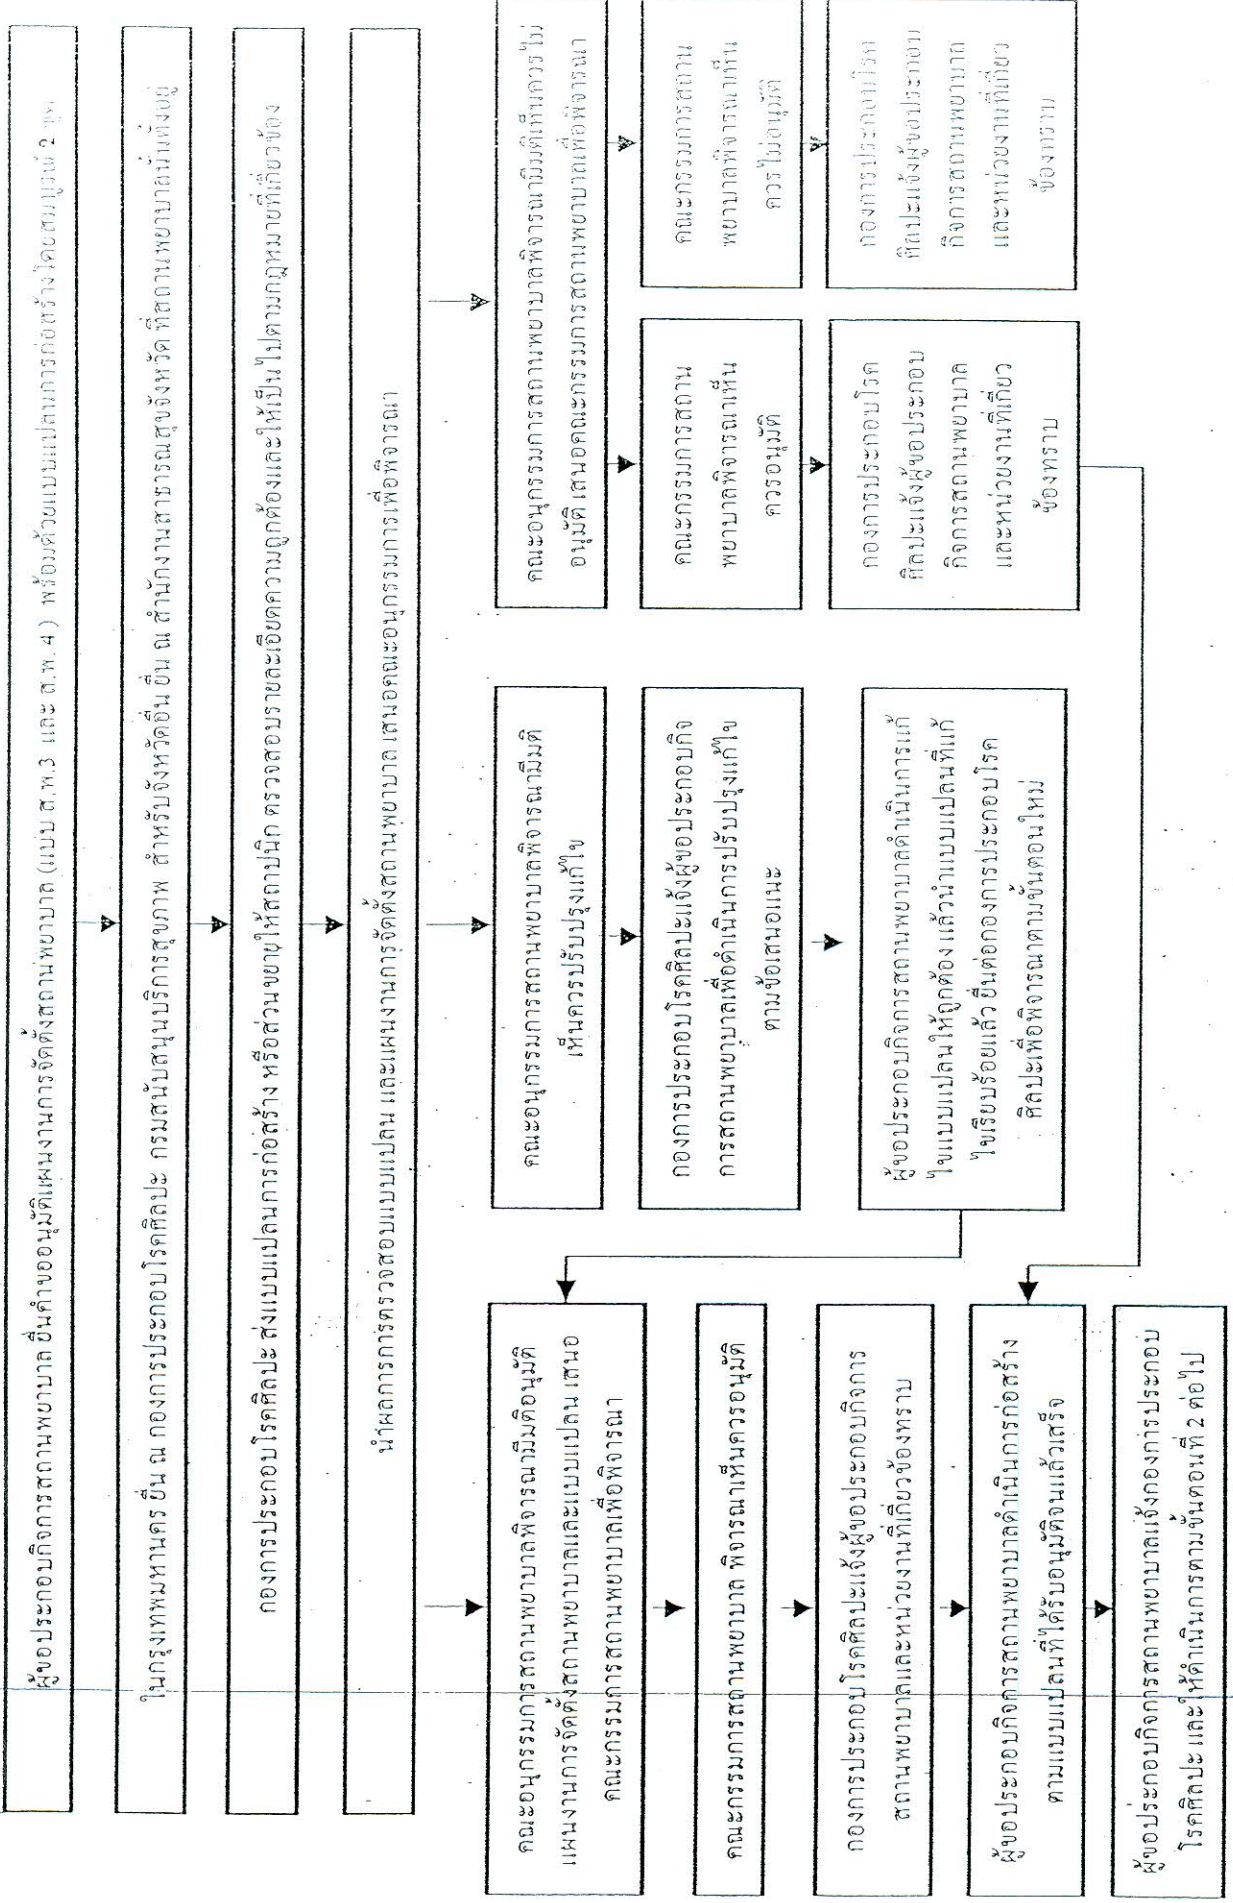 ผู้ขอประกอบกิจการสถานพยาบาล ยื่นคำขออนุมัติแผนงานการจัดตั้งสถานพยาบาล (แบบ ส.พ.3 และ ส.พ. 4 ) พร้อมด้วยแบบแปลนการก่อสร้างโดยสมบูรณ์ 2 ชุด
ในกรุงเทพมหานคร ยื่น ณ กองการประกอบโรคศิลปะ กรมสนับสนุนบริการสุขภาพ สำหรับจังหวัดอื่น ยื่น ณ สำนักงานสาธารณสุขจังหวัด ที่สถานพยาบาลนั้นตั้งอยู่
กองการประกอบโรคศิลปะ ส่งแบบแปลนการก่อสร้าง หรือส่วนขยายให้สถาปนิก ตรวจสอบรายละเอียดความถูกต้องและให้เป็นไปตามกฎหมายที่เกี่ยวข้อง
นำผลการตรวจสอบแบบแปลน และแผนงานการจัดตั้งสถานพยาบาล เสนอคณะอนุกรรมการเพื่อพิจารณา
คณะอนุกรรมการสถานพยาบาลพิจารณามีมติอนุมัติ
แผนงานการจัดตั้งสถานพยาบาลและแบบแปลน เสนอ
คณะกรรมการสถานพยาบาลเพื่อพิจารณา
คณะกรรมการสถานพยาบาล พิจารณาเห็นควรอนุมัติ
กองการประกอบโรคศิลปะแจ้งผู้ขอประกอบกิจการ
สถานพยาบาลและหน่วยงานที่เกี่ยวข้องทราบ
ผู้ขอประกอบกิจการสถานพยาบาลดำเนินการก่อสร้าง
ตามแบบแปลนที่ได้รับอนุมัติจนแล้วเสร็จ
ผู้ขอประกอบกิจการสถานพยาบาลแจ้งกองการประกอบ
โรคศิลปะ และให้ดำเนินการตามขั้นตอนที่ 2 ต่อไป
คณะอนุกรรมการสถานพยาบาลพิจารณามีมติ
เห็นควรปรับปรุงแก้ไข
กองการประกอบโรคศิลปะแจ้งผู้ขอประกอบกิจ
การสถานพยาบาลเพื่อดำเนินการปรับปรุงแก้ไข
ตามข้อเสนอแนะ
ผู้ขอประกอบกิจการสถานพยาบาลดำเนินการแก้
ไขแบบแปลนให้ถูกต้อง แล้วนำแบบแปลนที่แก้
ไขเรียบร้อยแล้ว ยื่นต่อกองการประกอบโรค
ศิลปะเพื่อพิจารณาตามขั้นตอนใหม่
คณะอนุกรรมการสถานพยาบาลพิจารณามีมติเห็นควรไม่
อนุมัติ เสนอคณะกรรมการสถานพยาบาลเพื่อพิจารณา
คณะกรรมการสถาน
พยาบาลพิจารณาเห็น
ควรอนุมัติ
กองการประกอบโรค
ศิลปะแจ้งผู้ขอประกอบ
กิจการสถานพยาบาล
และหน่วยงานที่เกี่ยว
ข้องทราบ
คณะกรรมการสถาน
พยาบาลพิจารณาเห็น
ควรไม่อนุมัติ
กองการประกอบโรค
ศิลปะแจ้งผู้ขอประกอบ
กิจการสถานพยาบาล
และหน่วยงานที่เกี่ยว
ข้องทราบ